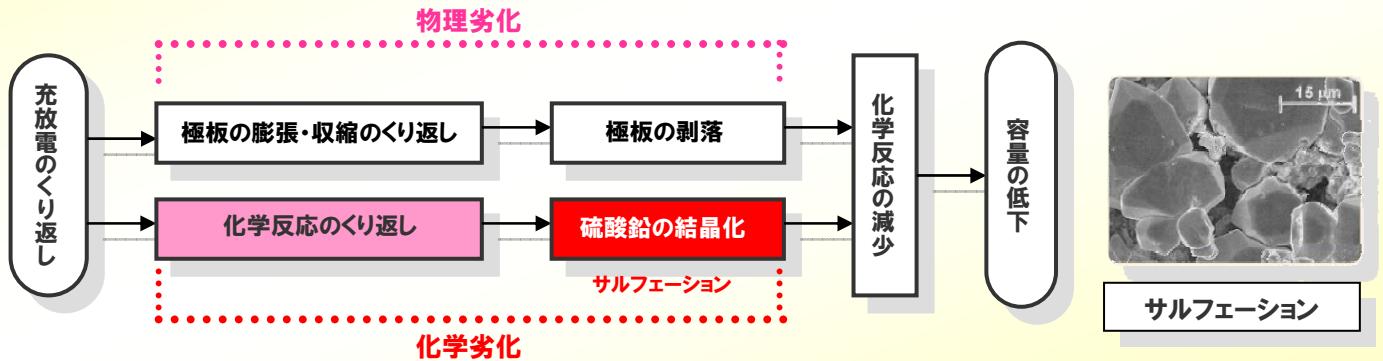 物理劣化
充放電のくり返し
極板の膨張・収縮のくり返し
極板の剥落
化学反応のくり返し
硫酸鉛の結晶化
サルフェーション
化学劣化
化学反応の減少
容量の低下
15 μm
サルフェーション